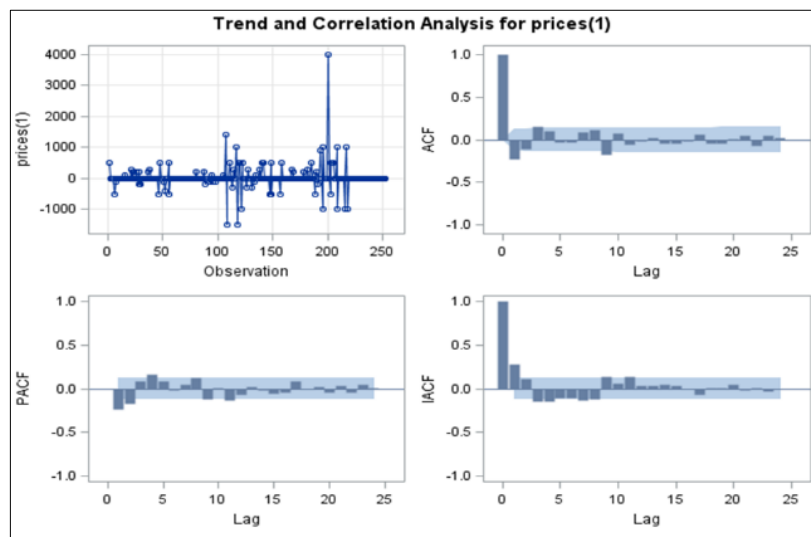 Trend and Correlation Analysis for prices(1)
prices(1)
4000
3000
2000
1000
0
-1000
0 50 100 150 200 250
Observation
ACF
1.0
0.5
0.0
-0.5
-1.0
0 5 10 15 20 25
Lag
PACF
1.0
0.5
0.0
-0.5
-1.0
0 5 10 15 20 25
Lag
IACF
1.0
0.5
0.0
-0.5
-1.0
0 5 10 15 20 25
Lag